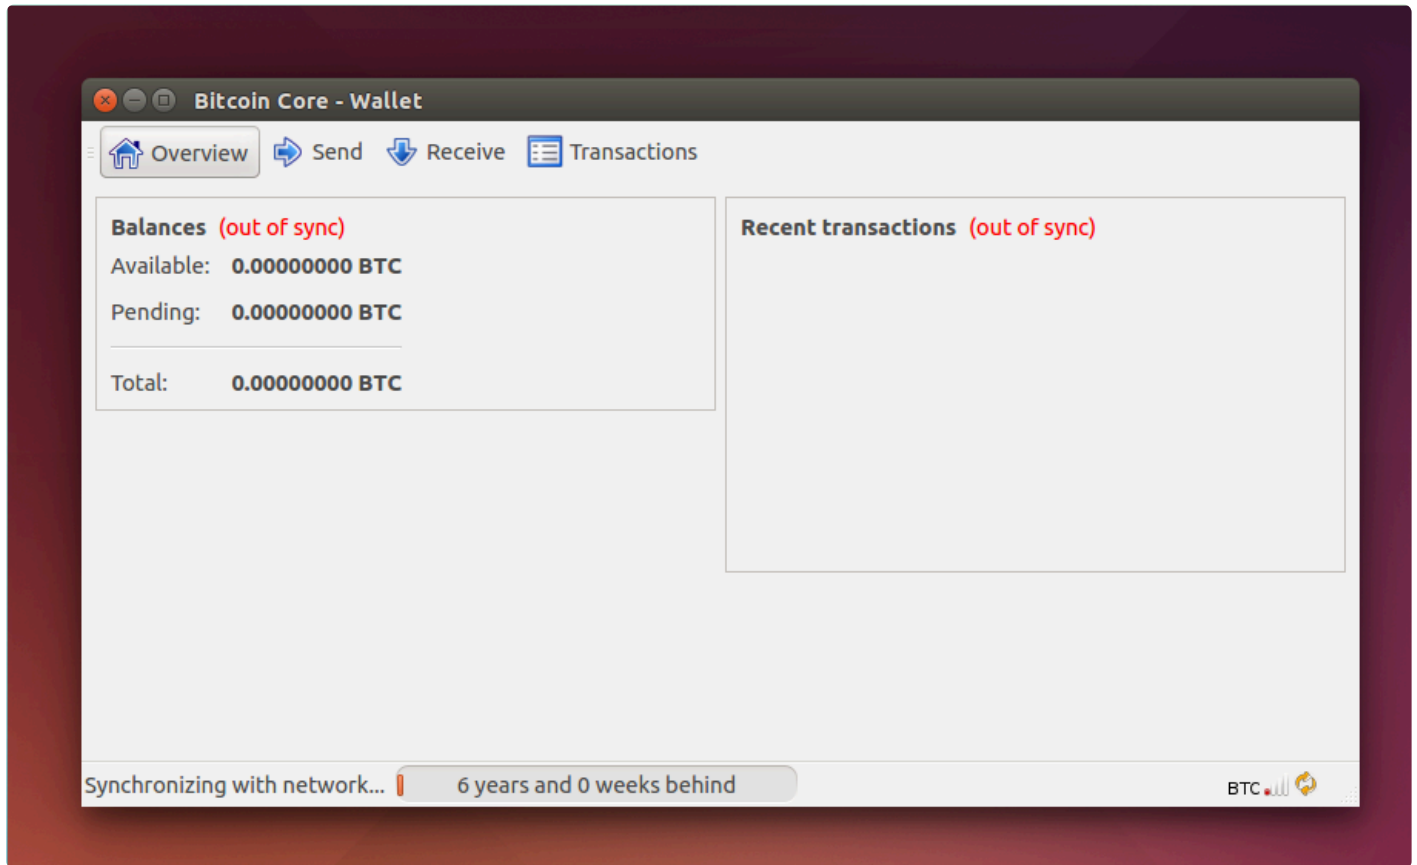 Bitcoin Core - Wallet
Overview Send Receive Transactions
Balances (out of sync)
Available: 0.00000000 BTC
Pending: 0.00000000 BTC
Total: 0.00000000 BTC
Recent transactions (out of sync)
Synchronizing with network... 6 years and 0 weeks behind BTC